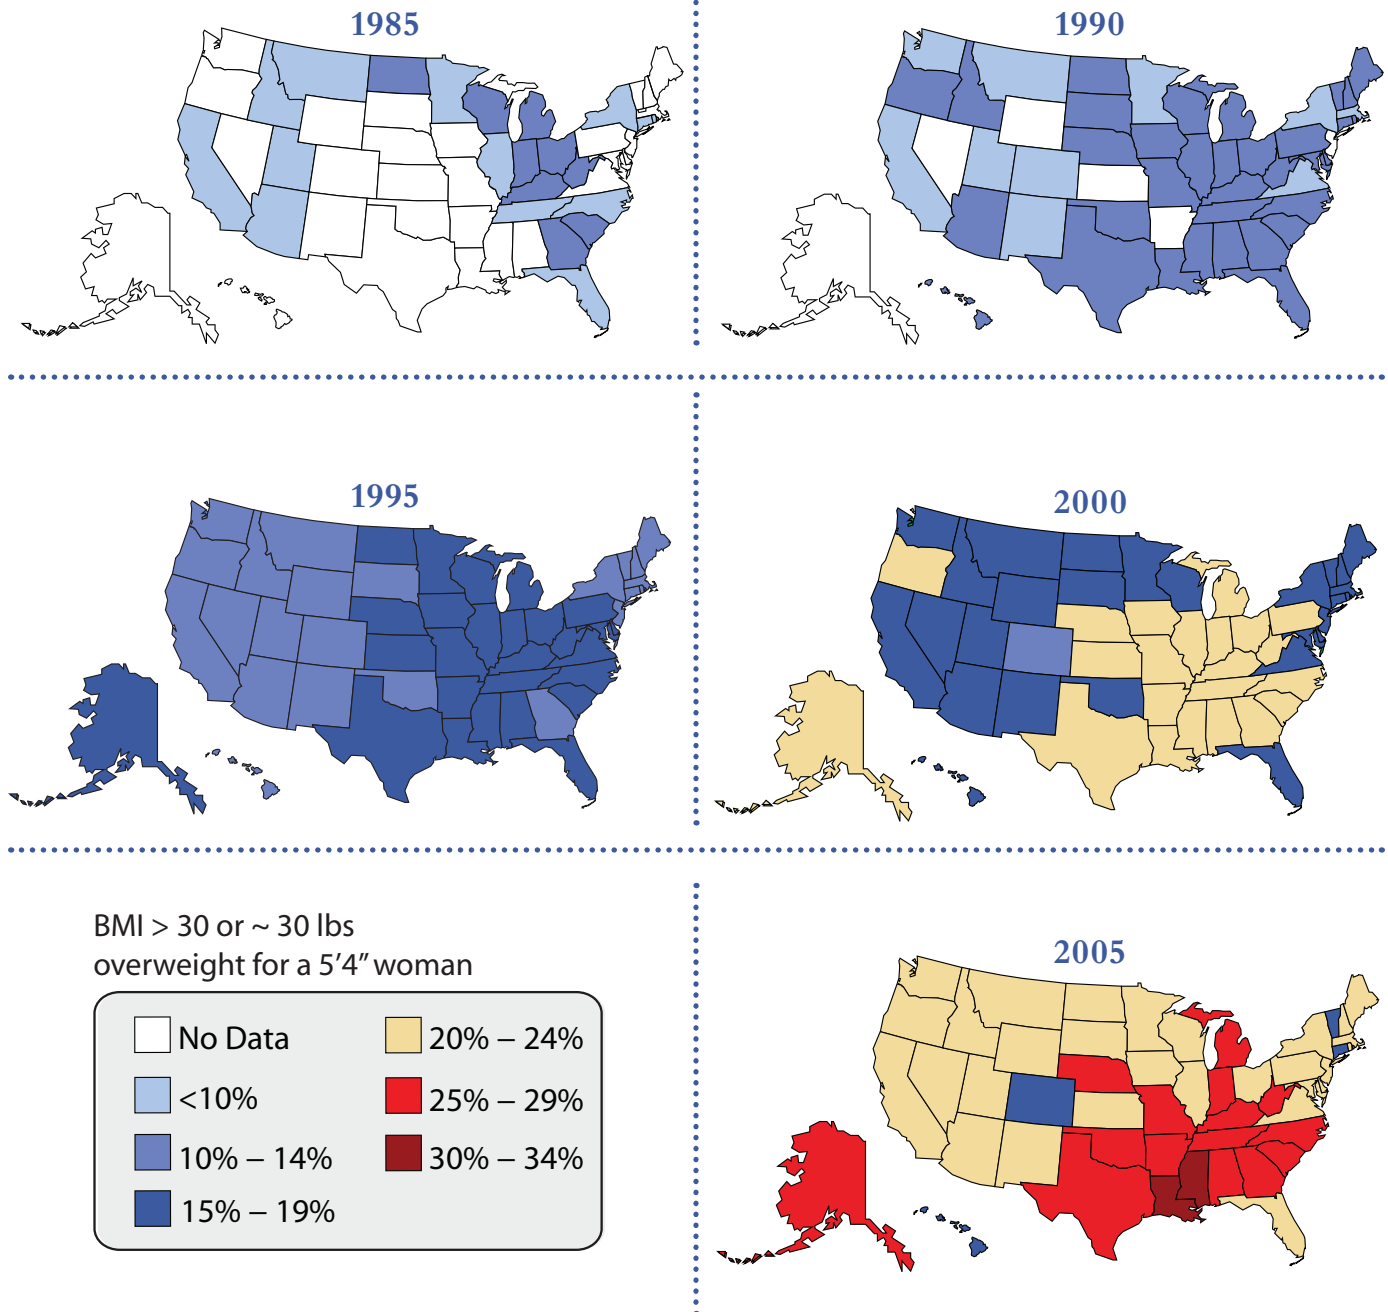 1985
1990
1995
2000
BMI > 30 or ~ 30 lbs
overweight for a 5’4” woman
No Data
<10%
10% – 14%
15% – 19%
20% – 24%
25% – 29%
30% – 34%
2005